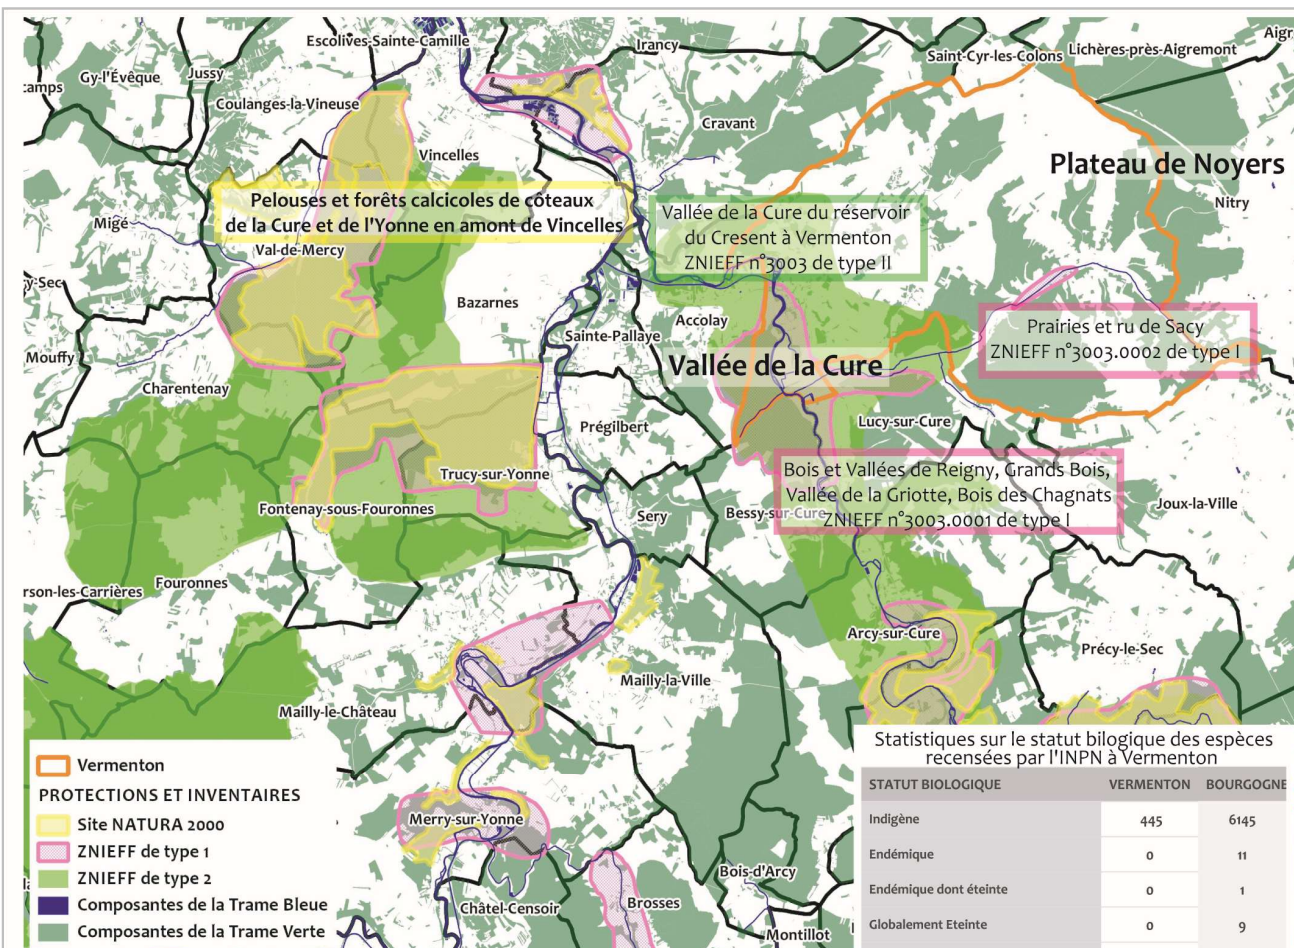 Escolives-Sainte-Camille
Irancy
Saint-Cyr-les-Colons
Lichères-près-Aigremont
Aigr
Gy-l'Évêque
Jussy
camps
Coulanges-la-Vineuse
Cravant
Vincelles
Plateau de Noyers
Nitry
Pelouses et forêts calcicoles de côteaux
de la Cure et de l'Yonne en amont de Vincelles
Vallée de la Cure du réservoir
du Cresent à Vermenton
ZNIEFF n°3003 de type II
Migé
Val-de-Mercy
cy-Sec
Bazarnes
Accolay
Sainte-Pallaye
Prairies et ru de Sacy
ZNIEFF n°3003.0002 de type I
Mouffy
Vallée de la Cure
Charentenay
Prégilbert
Lucy-sur-Cure
Trucy-sur-Yonne
Bois et Vallées de Reigny, Grands Bois,
Vallée de la Griotte, Bois des Chagnats
ZNIEFF n°3003.0001 de type I
Fontenay-sous-Fouronnes
Sery
Bessy-sur-Cure
Joux-la-Ville
Fouronnes
rson-les-Carrières
Arcy-sur-Cure
Précy-le-Sec
Mailly-la-Ville
Mailly-le-Château
Merry-sur-Yonne
Bois-d'Arcy
Châtel-Censoir
Brosses
Montillot
Vermenton
PROTECTIONS ET INVENTAIRES
Site NATURA 2000
ZNIEFF de type 1
ZNIEFF de type 2
Composantes de la Trame Bleue
Composantes de la Trame Verte
Statistiques sur le statut bilogique des espèces
recensées par l'INPN à Vermenton
STATUT BIOLOGIQUE VERMENTON BOURGOGNE
Indigène 445 6145
Endémique 0 11
Endémique dont éteinte 0 1
Globalement Eteinte 0 9